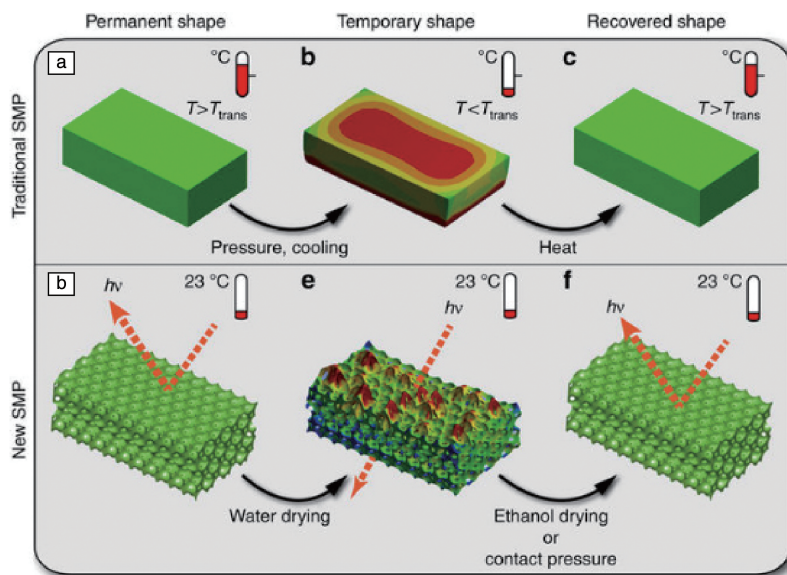 Permanent shape
Temporary shape
Recovered shape
Traditional SMP
a
°C
T>Ttrans
b
°C
T<Ttrans
c
°C
T>Ttrans
Pressure, cooling
Heat
New SMP
b
hν
23 °C
e
hν
23 °C
f
hν
23 °C
Water drying
Ethanol drying
or
contact pressure